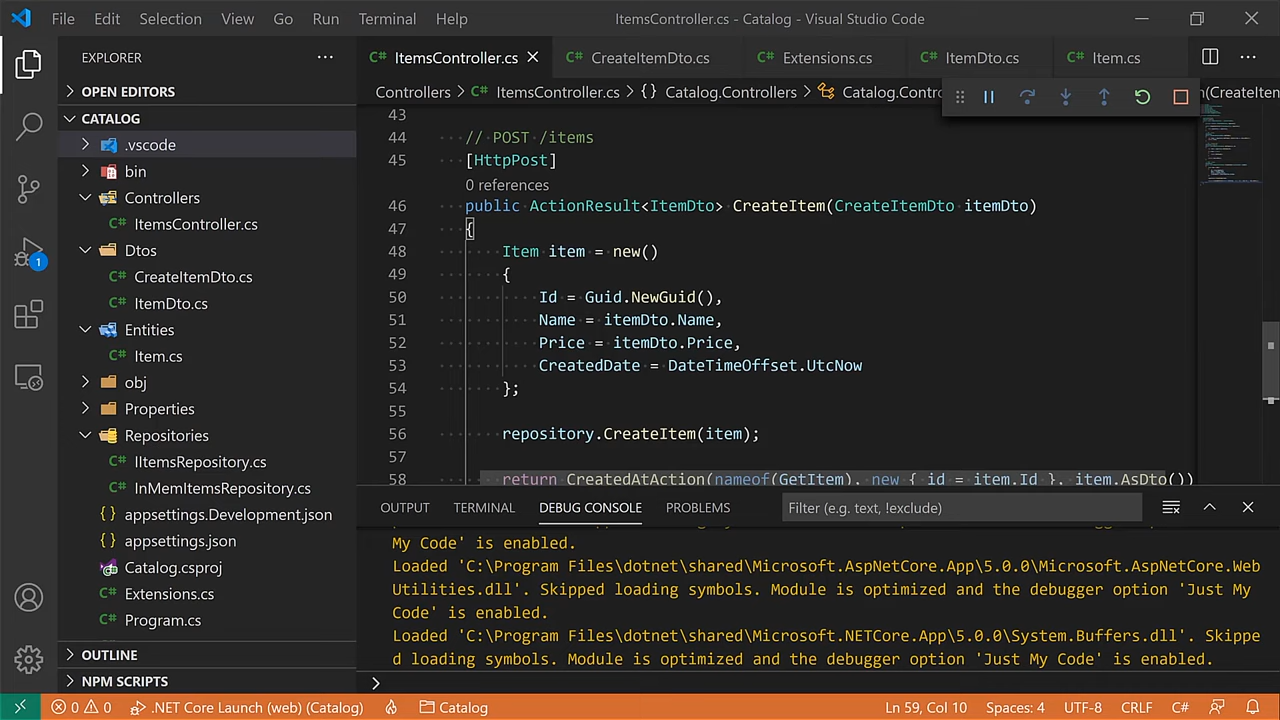 File Edit Selection View Go Run Terminal Help ItemsController.cs - Catalog - Visual Studio Code
EXPLORER
OPEN EDITORS
CATALOG
.vscode
bin
Controllers
C# ItemsController.cs
Dtos
C# CreateItemDto.cs
C# ItemDto.cs
Entities
C# Item.cs
obj
Properties
Repositories
C# IItemsRepository.cs
C# InMemItemsRepository.cs
{} appsettings.Development.json
{} appsettings.json
Catalog.csproj
C# Extensions.cs
C# Program.cs
OUTLINE
NPM SCRIPTS
1
C# ItemsController.cs C# CreateItemDto.cs C# Extensions.cs C# ItemDto.cs C# Item.cs
Controllers > C# ItemsController.cs > {} Catalog.Controllers > Catalog.Contro (CreateItem
43
44 // POST /items
45 [HttpPost]
0 references
46 public ActionResult<ItemDto> CreateItem(CreateItemDto itemDto)
47 {
48 Item item = new()
49 {
50 Id = Guid.NewGuid(),
51 Name = itemDto.Name,
52 Price = itemDto.Price,
53 CreatedDate = DateTimeOffset.UtcNow
54 };
55
56 repository.CreateItem(item);
57
58 return CreatedAtAction(nameof(GetItem), new { id = item.Id }, item.AsDto())
OUTPUT TERMINAL DEBUG CONSOLE PROBLEMS Filter (e.g. text, !exclude)
My Code' is enabled.
Loaded 'C:\Program Files\dotnet\shared\Microsoft.AspNetCore.App\5.0.0\Microsoft.AspNetCore.Web
Utilities.dll'. Skipped loading symbols. Module is optimized and the debugger option 'Just My
Code' is enabled.
Loaded 'C:\Program Files\dotnet\shared\Microsoft.NETCore.App\5.0.0\System.Buffers.dll'. Skippe
d loading symbols. Module is optimized and the debugger option 'Just My Code' is enabled.
>
0 0 .NET Core Launch (web) (Catalog) Catalog Ln 59, Col 10 Spaces: 4 UTF-8 CRLF C#